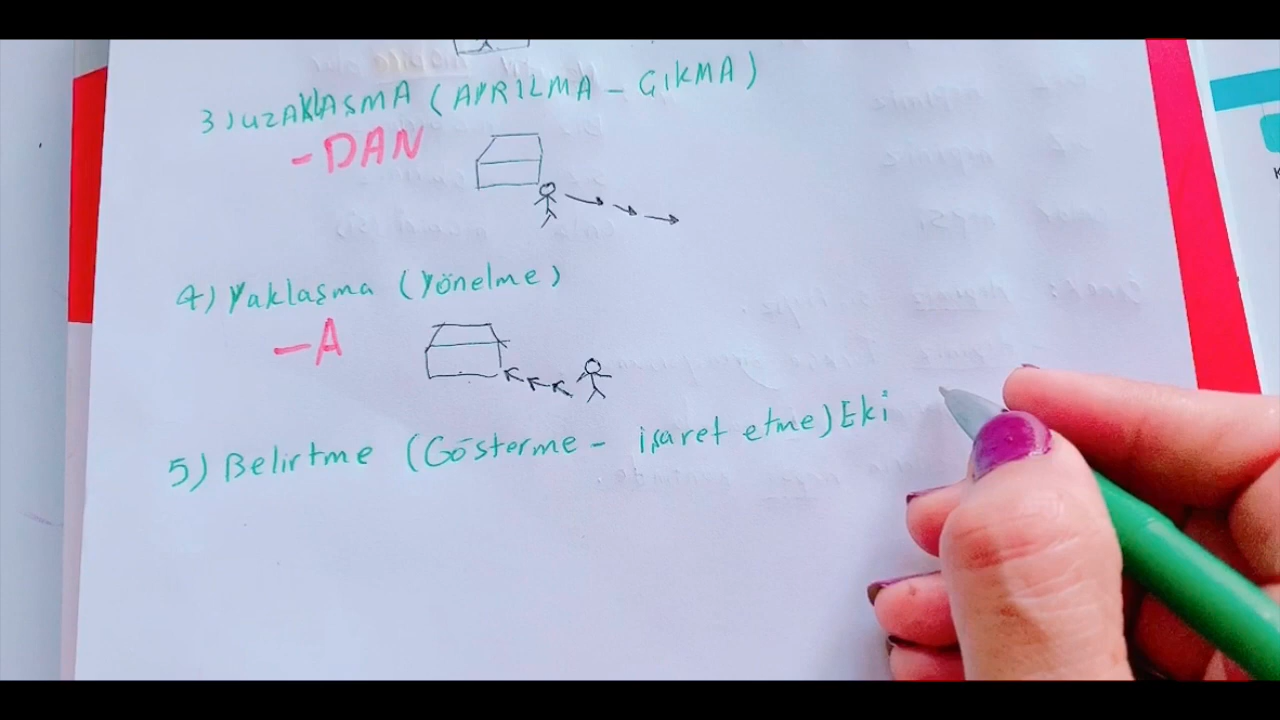 3) UZAKLAŞMA (AYRILMA - ÇIKMA)
-DAN
4) Yaklaşma (Yönelme)
-A
5) Belirtme (Gösterme - işaret etme) Eki
K